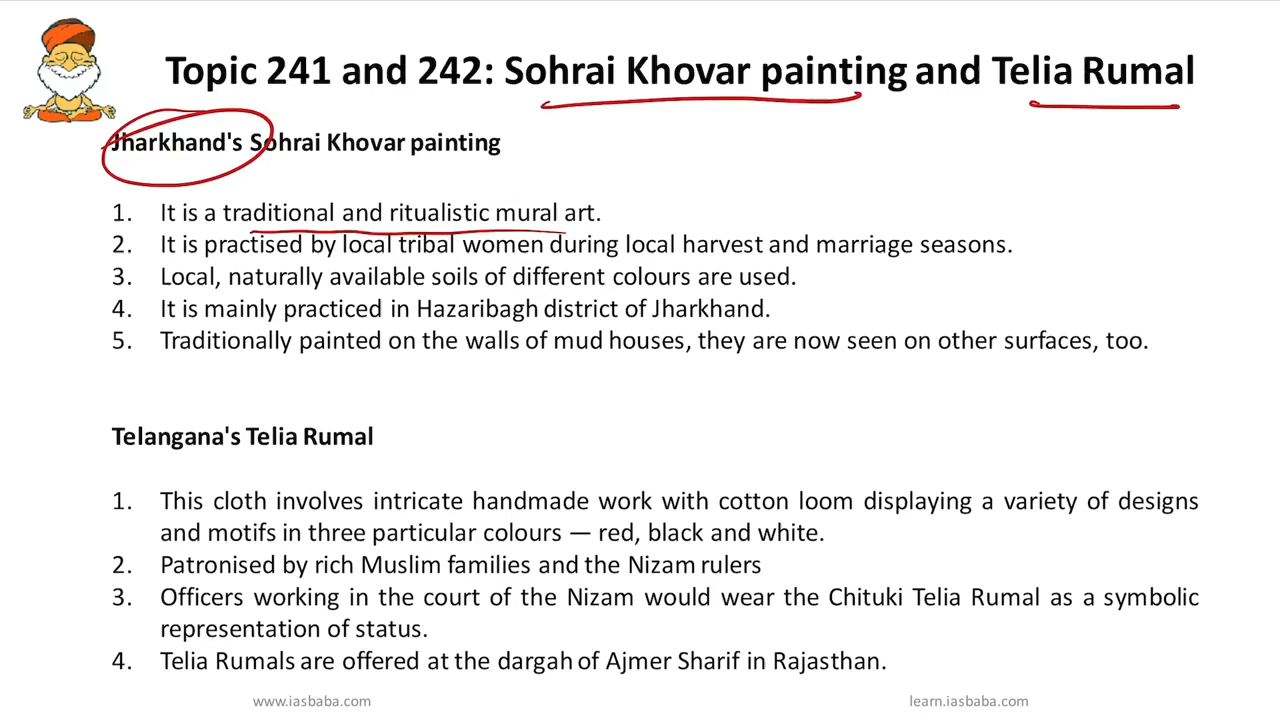 Topic 241 and 242: Sohrai Khovar painting and Telia Rumal
Jharkhand's Sohrai Khovar painting
1. It is a traditional and ritualistic mural art.
2. It is practised by local tribal women during local harvest and marriage seasons.
3. Local, naturally available soils of different colours are used.
4. It is mainly practiced in Hazaribagh district of Jharkhand.
5. Traditionally painted on the walls of mud houses, they are now seen on other surfaces, too.
Telangana's Telia Rumal
1. This cloth involves intricate handmade work with cotton loom displaying a variety of designs
and motifs in three particular colours — red, black and white.
2. Patronised by rich Muslim families and the Nizam rulers
3. Officers working in the court of the Nizam would wear the Chituki Telia Rumal as a symbolic
representation of status.
4. Telia Rumals are offered at the dargah of Ajmer Sharif in Rajasthan.
www.iasbaba.com learn.iasbaba.com